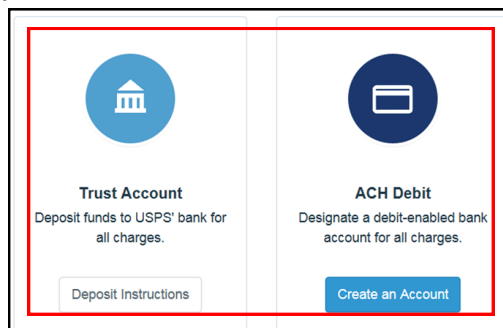 Trust Account
Deposit funds to USPS' bank for
all charges.
Deposit Instructions
ACH Debit
Designate a debit-enabled bank
account for all charges.
Create an Account